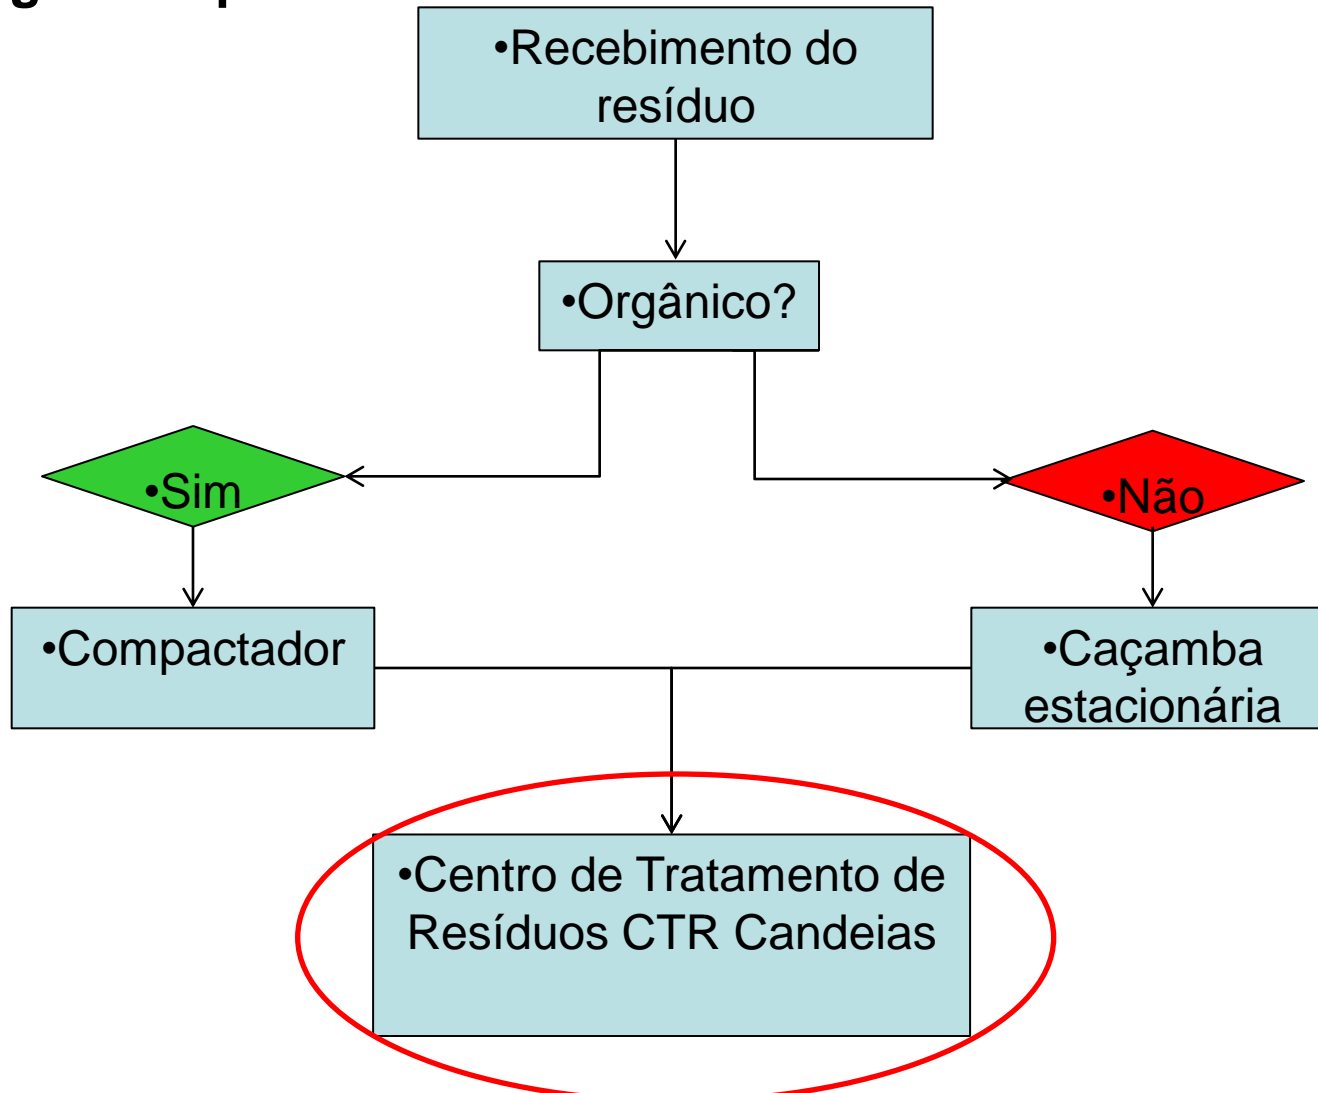 •Recebimento do
resíduo
•Orgânico?
•Sim
•Não
•Compactador
•Caçamba
estacionária
•Centro de Tratamento de
Resíduos CTR Candeias